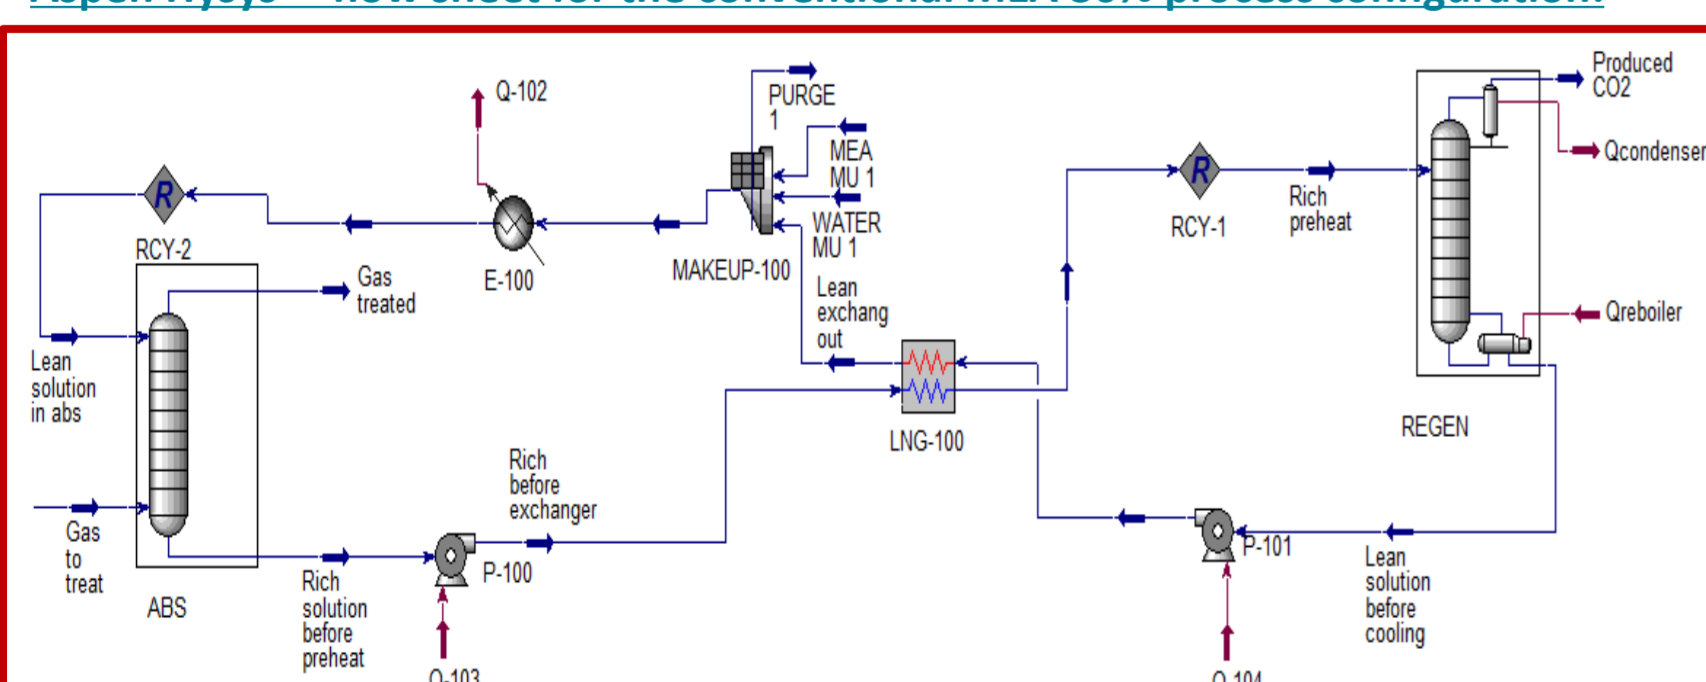 Q-102
PURGE
1
MEA
MU 1
WATER
MU 1
MAKEUP-100
E-100
R
RCY-2
Gas
treated
Lean
solution
in abs
Gas
to
treat
ABS
Rich
solution
before
preheat
P-100
Q-103
Rich
before
exchanger
Lean
exchang
out
LNG-100
R
RCY-1
Rich
preheat
Produced
CO2
Qcondenser
Qreboiler
REGEN
P-101
Q-104
Lean
solution
before
cooling